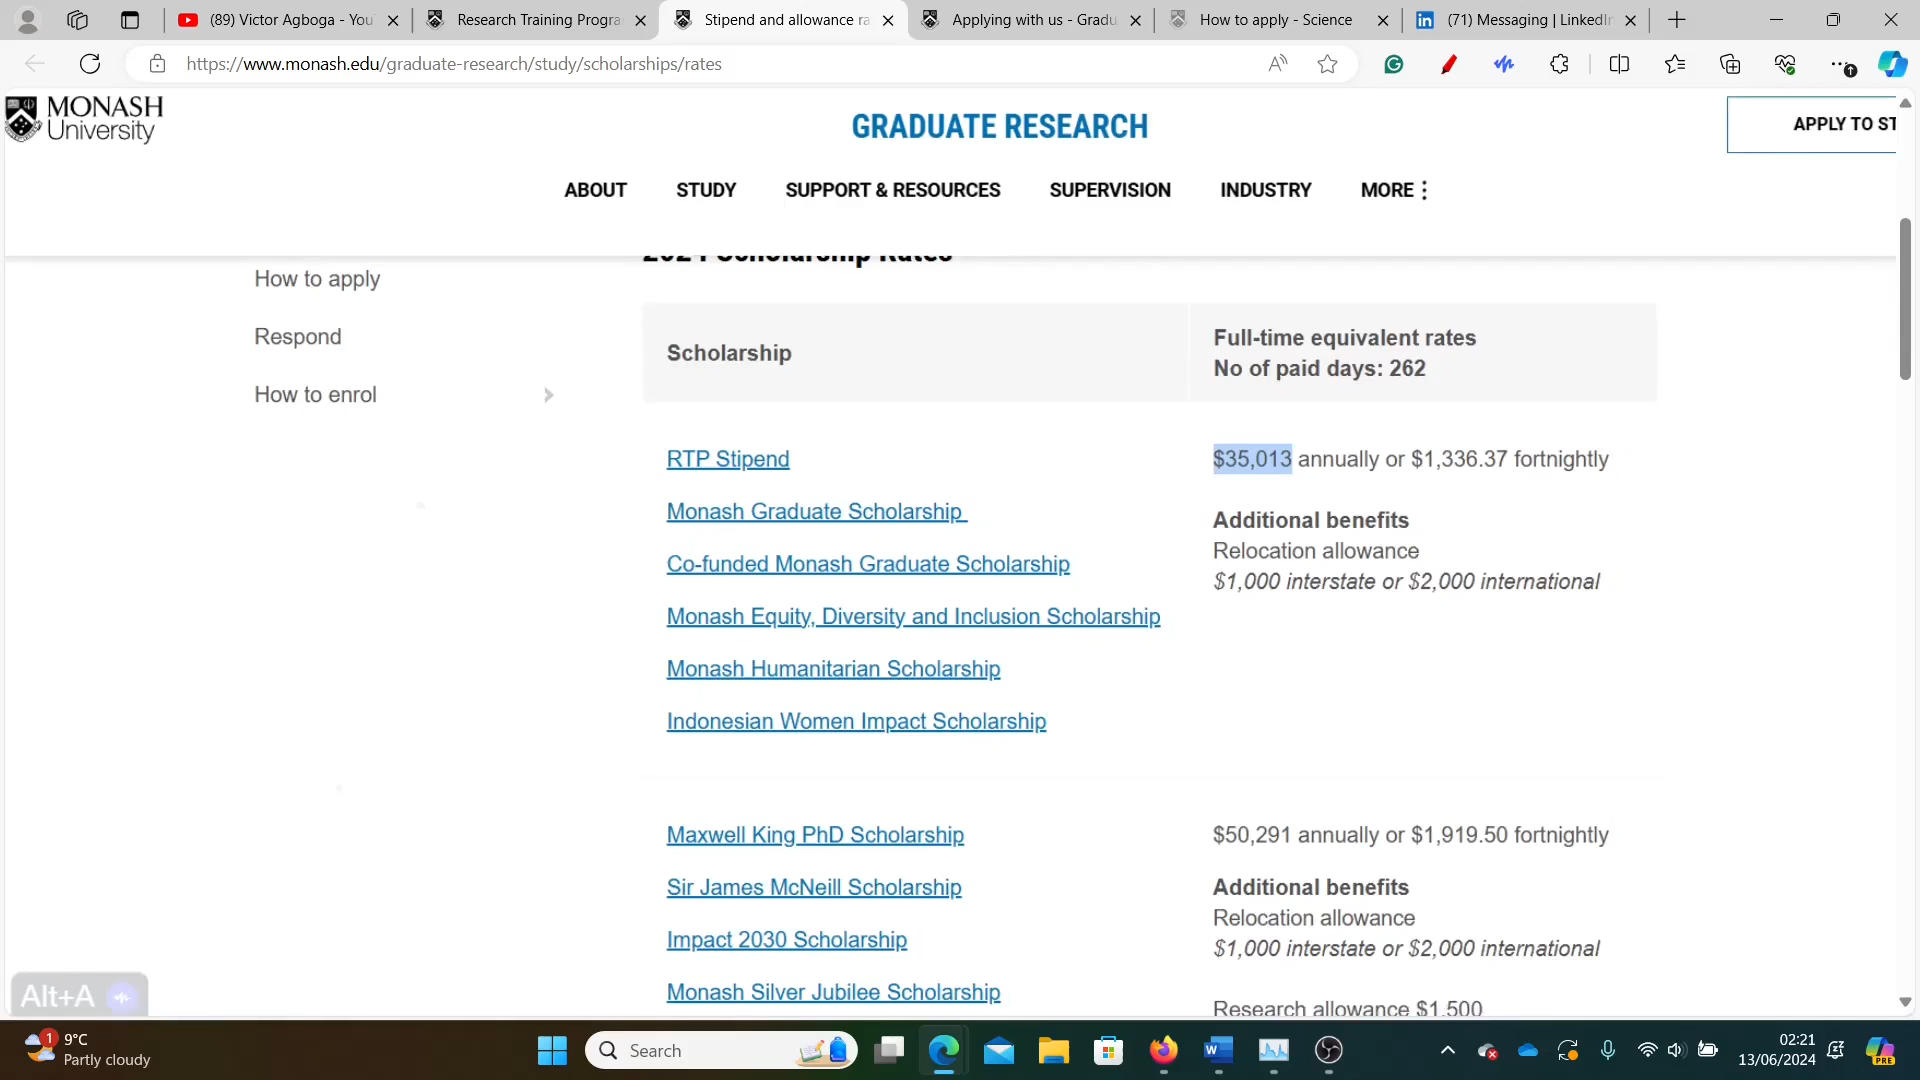 (89) Victor Agboga - You
Research Training Progra
Stipend and allowance ra
Applying with us - Gradu
How to apply - Science
(71) Messaging | LinkedIn
https://www.monash.edu/graduate-research/study/scholarships/rates
MONASH
University
GRADUATE RESEARCH
APPLY TO ST
ABOUT
STUDY
SUPPORT & RESOURCES
SUPERVISION
INDUSTRY
MORE
2024 Scholarship Rates
How to apply
Respond
How to enrol
Scholarship
Full-time equivalent rates
No of paid days: 262
RTP Stipend
$35,013 annually or $1,336.37 fortnightly
Monash Graduate Scholarship
Co-funded Monash Graduate Scholarship
Monash Equity, Diversity and Inclusion Scholarship
Monash Humanitarian Scholarship
Indonesian Women Impact Scholarship
Additional benefits
Relocation allowance
$1,000 interstate or $2,000 international
Maxwell King PhD Scholarship
$50,291 annually or $1,919.50 fortnightly
Sir James McNeill Scholarship
Impact 2030 Scholarship
Monash Silver Jubilee Scholarship
Additional benefits
Relocation allowance
$1,000 interstate or $2,000 international
Research allowance $1,500
Alt+A
1
9°C
Partly cloudy
Search
W
02:21
13/06/2024
PRE